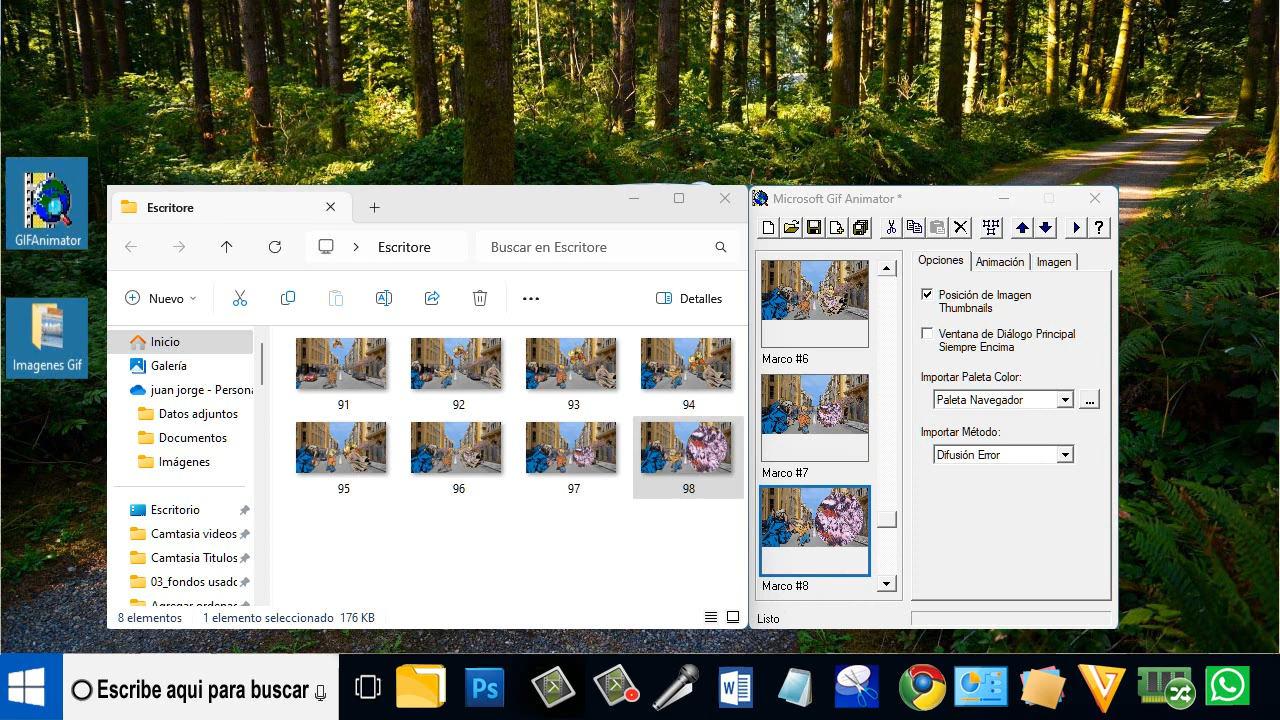 GIFAnimator
Imagenes Gif
Escritore
Escritore
Buscar en Escritore
Nuevo
Detalles
Inicio
Galería
juan jorge - Persona
Datos adjuntos
Documentos
Imágenes
Escritorio
Camtasia videos
Camtasia Titulos
03_fondos usado
Agregar ordenar
91
92
93
94
95
96
97
98
8 elementos
1 elemento seleccionado 176 KB
Microsoft Gif Animator *
?
Marco #6
Marco #7
Marco #8
Opciones
Animación
Imagen
Posición de Imagen
Thumbnails
Ventana de Diálogo Principal
Siempre Encima
Importar Paleta Color:
Paleta Navegador
...
Importar Método:
Difusión Error
Listo
Escribe aqui para buscar
Ps
W